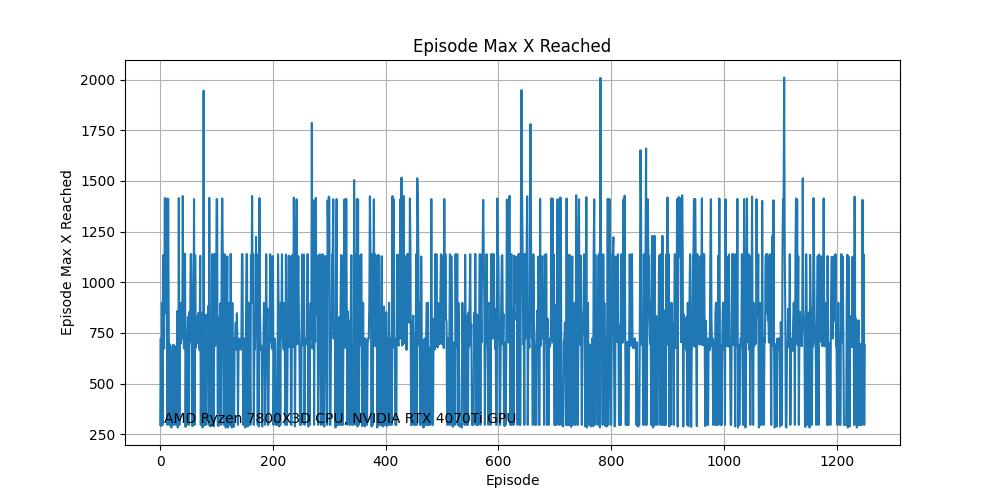 Episode Max X Reached
2000
1750
1500
1250
1000
750
500
250
Episode Max X Reached
AMD Ryzen 7800X3D CPU, NVIDIA RTX 4070Ti GPU
0 200 400 600 800 1000 1200
Episode